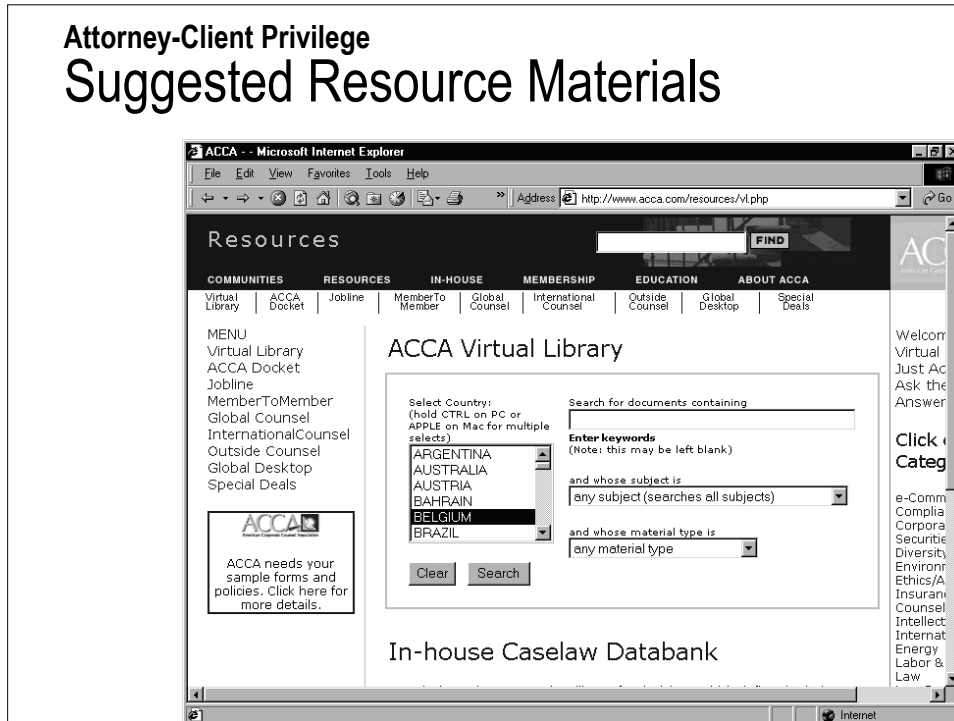 Attorney-Client Privilege
Suggested Resource Materials
ACCA - - Microsoft Internet Explorer
File Edit View Favorites Tools Help
» Address http://www.acca.com/resources/vl.php Go
Resources
FIND
COMMUNITIES RESOURCES IN-HOUSE MEMBERSHIP EDUCATION ABOUT ACCA
Virtual Library | ACCA Docket | Jobline | MemberTo Member | Global Counsel | International Counsel | Outside Counsel | Global Desktop | Special Deals
MENU
Virtual Library
ACCA Docket
Jobline
MemberToMember
Global Counsel
InternationalCounsel
Outside Counsel
Global Desktop
Special Deals
ACCA
American Corporate Counsel Association
ACCA needs your
sample forms and
policies. Click here for
more details.
ACCA Virtual Library
Select Country:
(hold CTRL on PC or
APPLE on Mac for multiple
selects)
ARGENTINA
AUSTRALIA
AUSTRIA
BAHRAIN
BELGIUM
BRAZIL
Clear Search
Search for documents containing
Enter keywords
(Note: this may be left blank)
and whose subject is
any subject (searches all subjects)
and whose material type is
any material type
In-house Caselaw Databank
AC
American Corp
Welcom
Virtual
Just Ac
Ask the
Answer
Click
Categ
e-Comm
Complia
Corpora
Securitie
Diversity
Environm
Ethics/A
Insuran
Counsel
Intellect
Internat
Energy
Labor &
Law
Internet